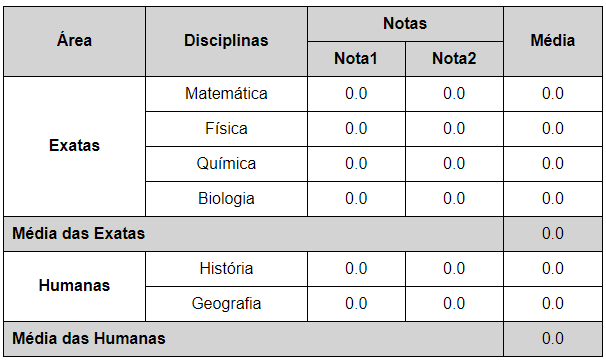 Área Disciplinas Notas Média
Nota1 Nota2
Exatas Matemática 0.0 0.0 0.0
Física 0.0 0.0 0.0
Química 0.0 0.0 0.0
Biologia 0.0 0.0 0.0
Média das Exatas 0.0
Humanas História 0.0 0.0 0.0
Geografia 0.0 0.0 0.0
Média das Humanas 0.0